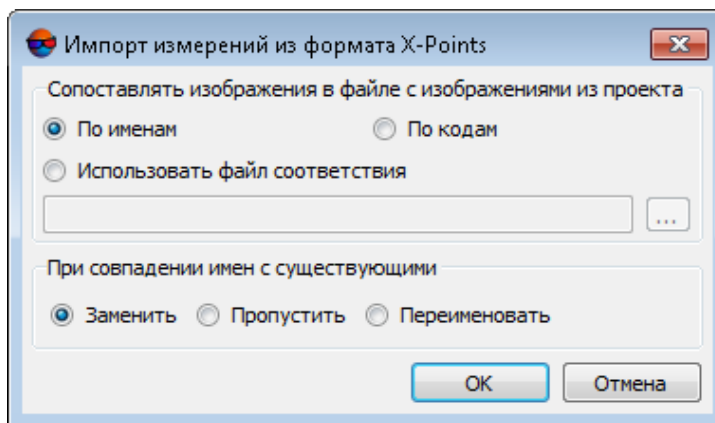 Импорт измерений из формата X-Points
Сопоставлять изображения в файле с изображениями из проекта
По именам По кодам
Использовать файл соответствия
...
При совпадении имен с существующими
Заменить Пропустить Переименовать
OK Отмена